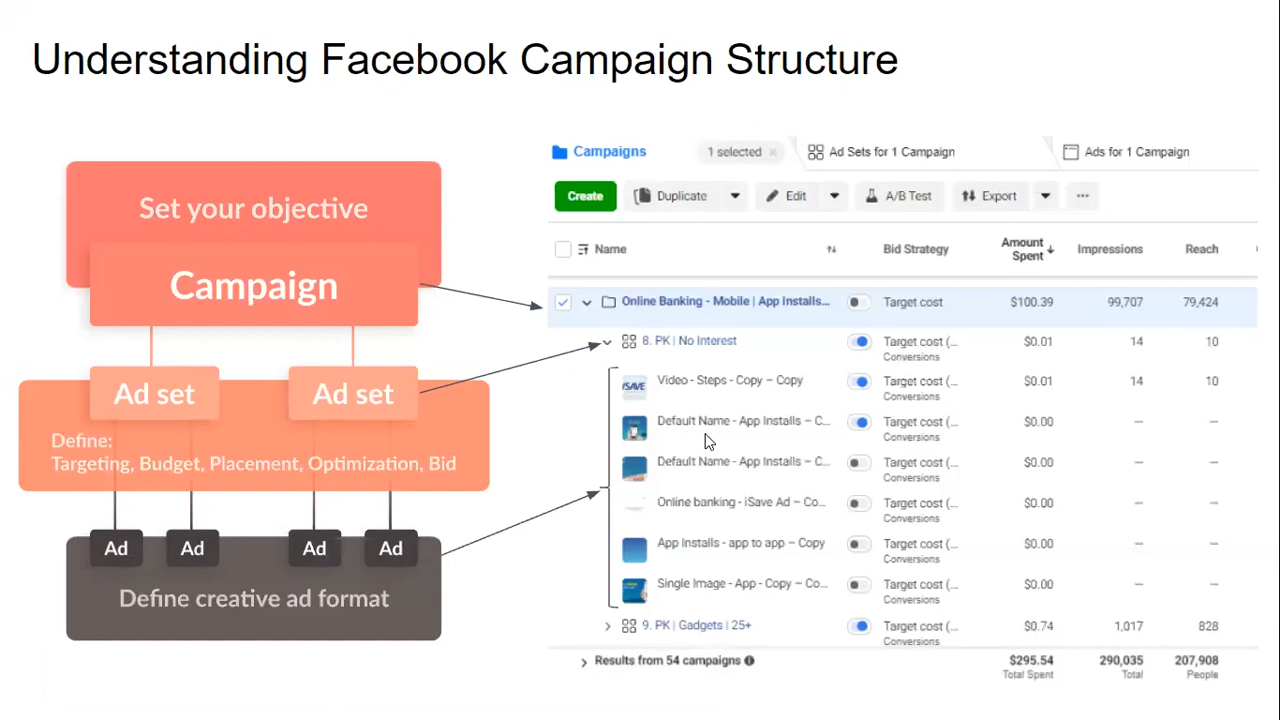 Understanding Facebook Campaign Structure
Set your objective
Campaign
Ad set Ad set
Define:
Targeting, Budget, Placement, Optimization, Bid
Ad Ad Ad Ad
Define creative ad format
Campaigns 1 selected × Ad Sets for 1 Campaign Ads for 1 Campaign
Create Duplicate Edit A/B Test Export ...
Name Bid Strategy Amount Spent Impressions Reach
Online Banking - Mobile | App Installs... Target cost $100.39 99,707 79,424
8. PK | No Interest Target cost (... $0.01 14 10
Conversions
Video - Steps - Copy – Copy Target cost (... $0.01 14 10
Conversions
Default Name - App Installs – C... Target cost (... $0.00 — —
Conversions
Default Name - App Installs – C... Target cost (... $0.00 — —
Conversions
Online banking - iSave Ad – Co... Target cost (... $0.00 — —
Conversions
App Installs - app to app – Copy Target cost (... $0.00 — —
Conversions
Single Image - App - Copy – Co... Target cost (... $0.00 — —
Conversions
9. PK | Gadgets | 25+ Target cost (... $0.74 1,017 828
Conversions
Results from 54 campaigns $295.54 290,035 207,908
Total Spent Total People